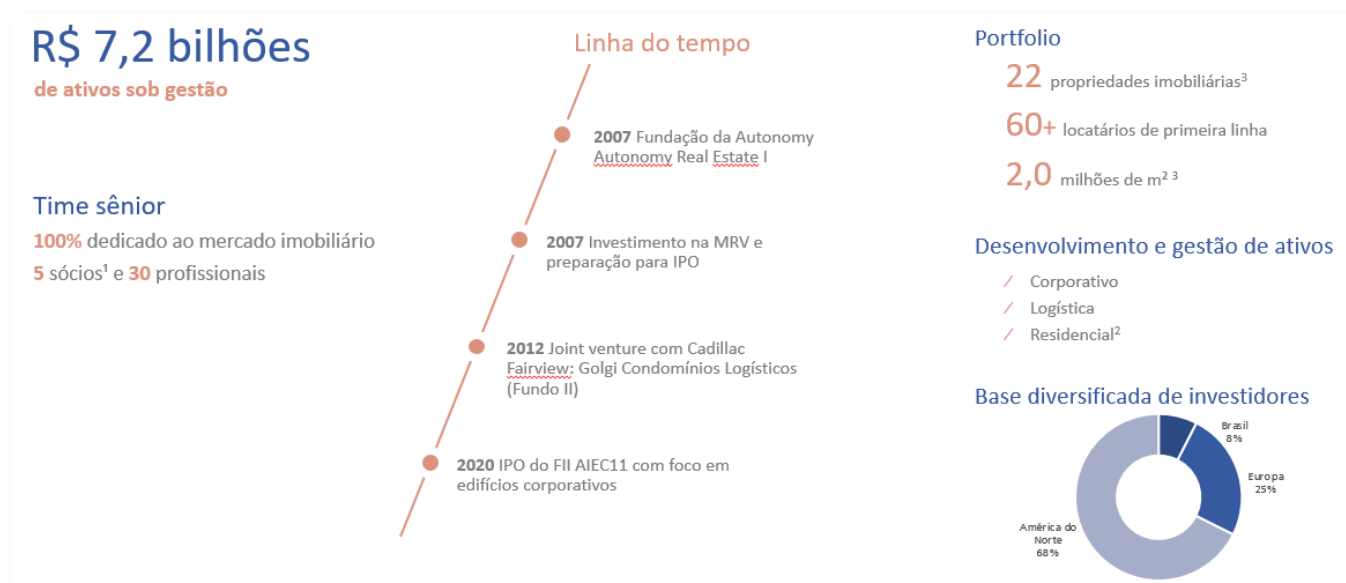 R$ 7,2 bilhões
de ativos sob gestão
Time sênior
100% dedicado ao mercado imobiliário
5 sócios¹ e 30 profissionais
Linha do tempo
2007 Fundação da Autonomy
Autonomy Real Estate I
2007 Investimento na MRV e
preparação para IPO
2012 Joint venture com Cadillac
Fairview: Golgi Condomínios Logísticos
(Fundo II)
2020 IPO do FII AIEC11 com foco em
edifícios corporativos
Portfolio
22 propriedades imobiliárias³
60+ locatários de primeira linha
2,0 milhões de m² ³
Desenvolvimento e gestão de ativos
Corporativo
Logística
Residencial²
Base diversificada de investidores
Brasil
8%
Europa
25%
América do
Norte
68%